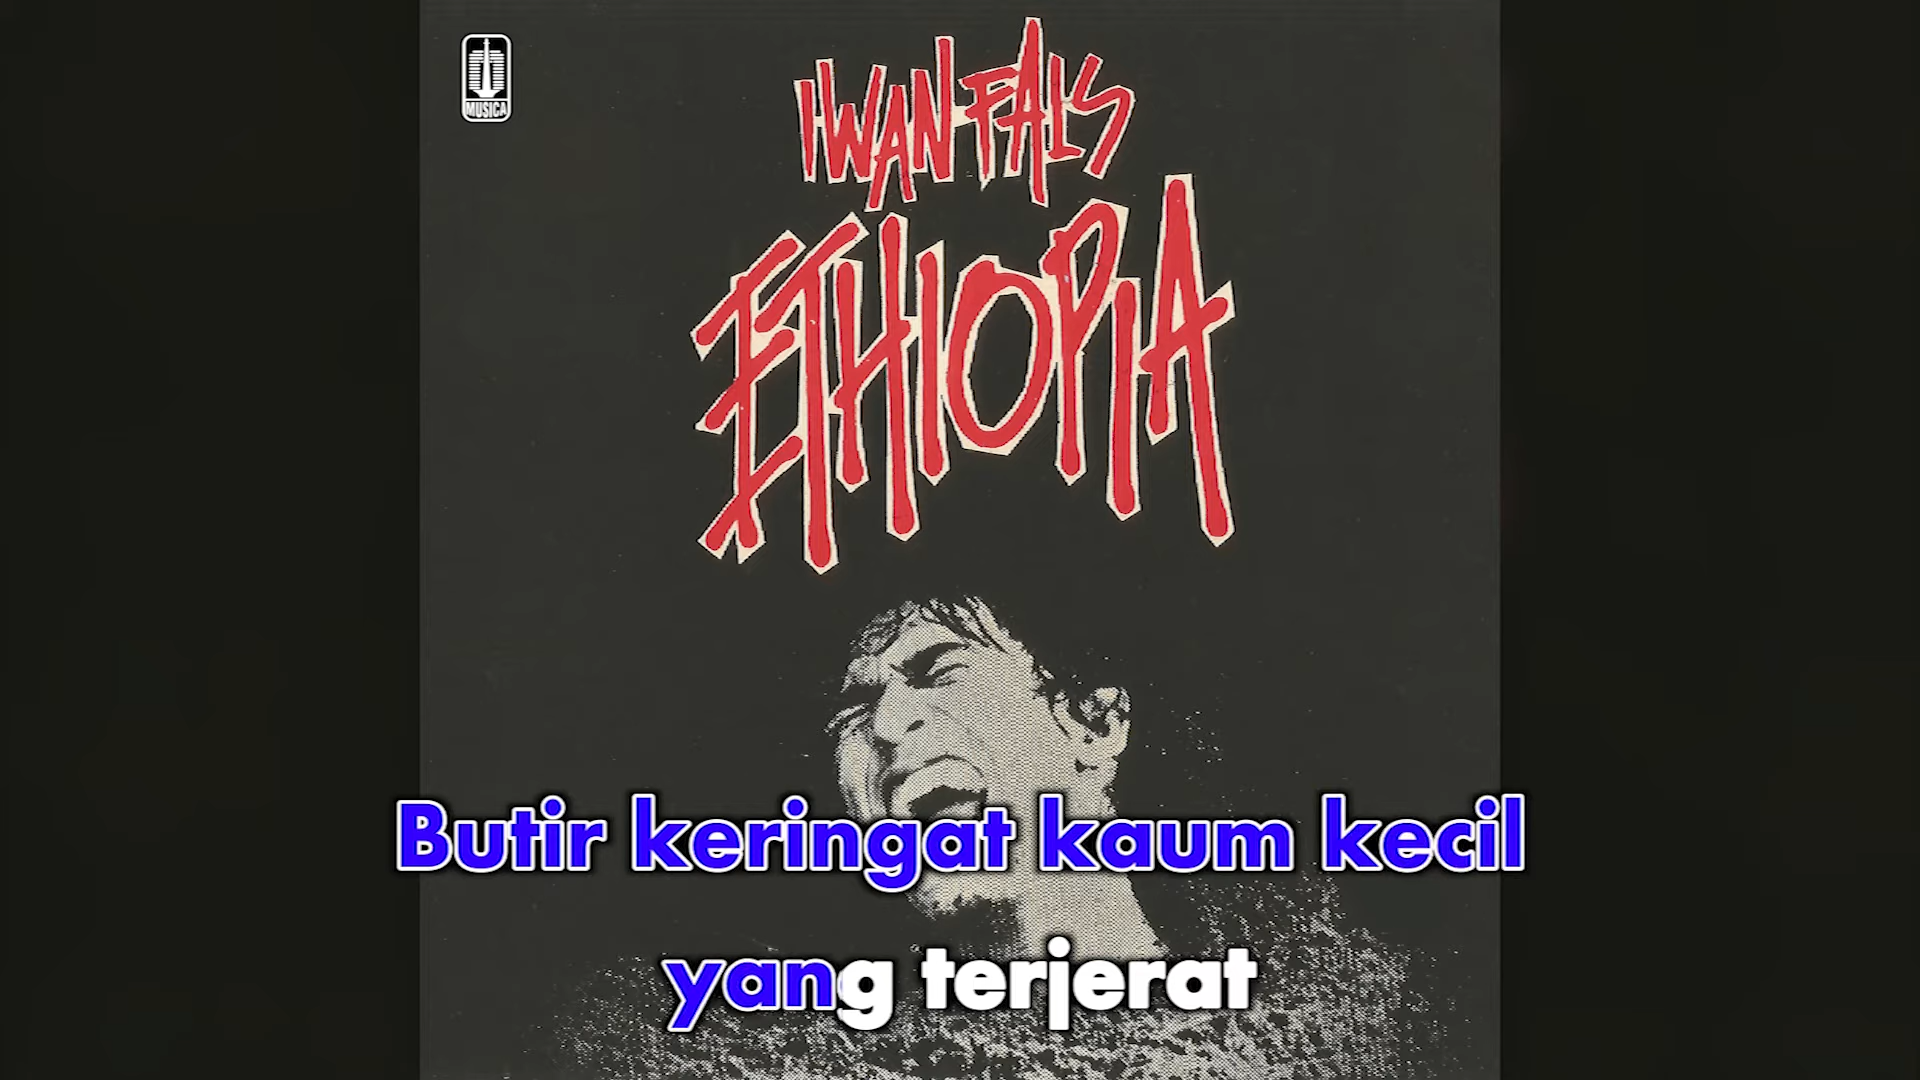 MUSICA
IWAN FALS
ETHIOPIA
Butir keringat kaum kecil
yang terjerat